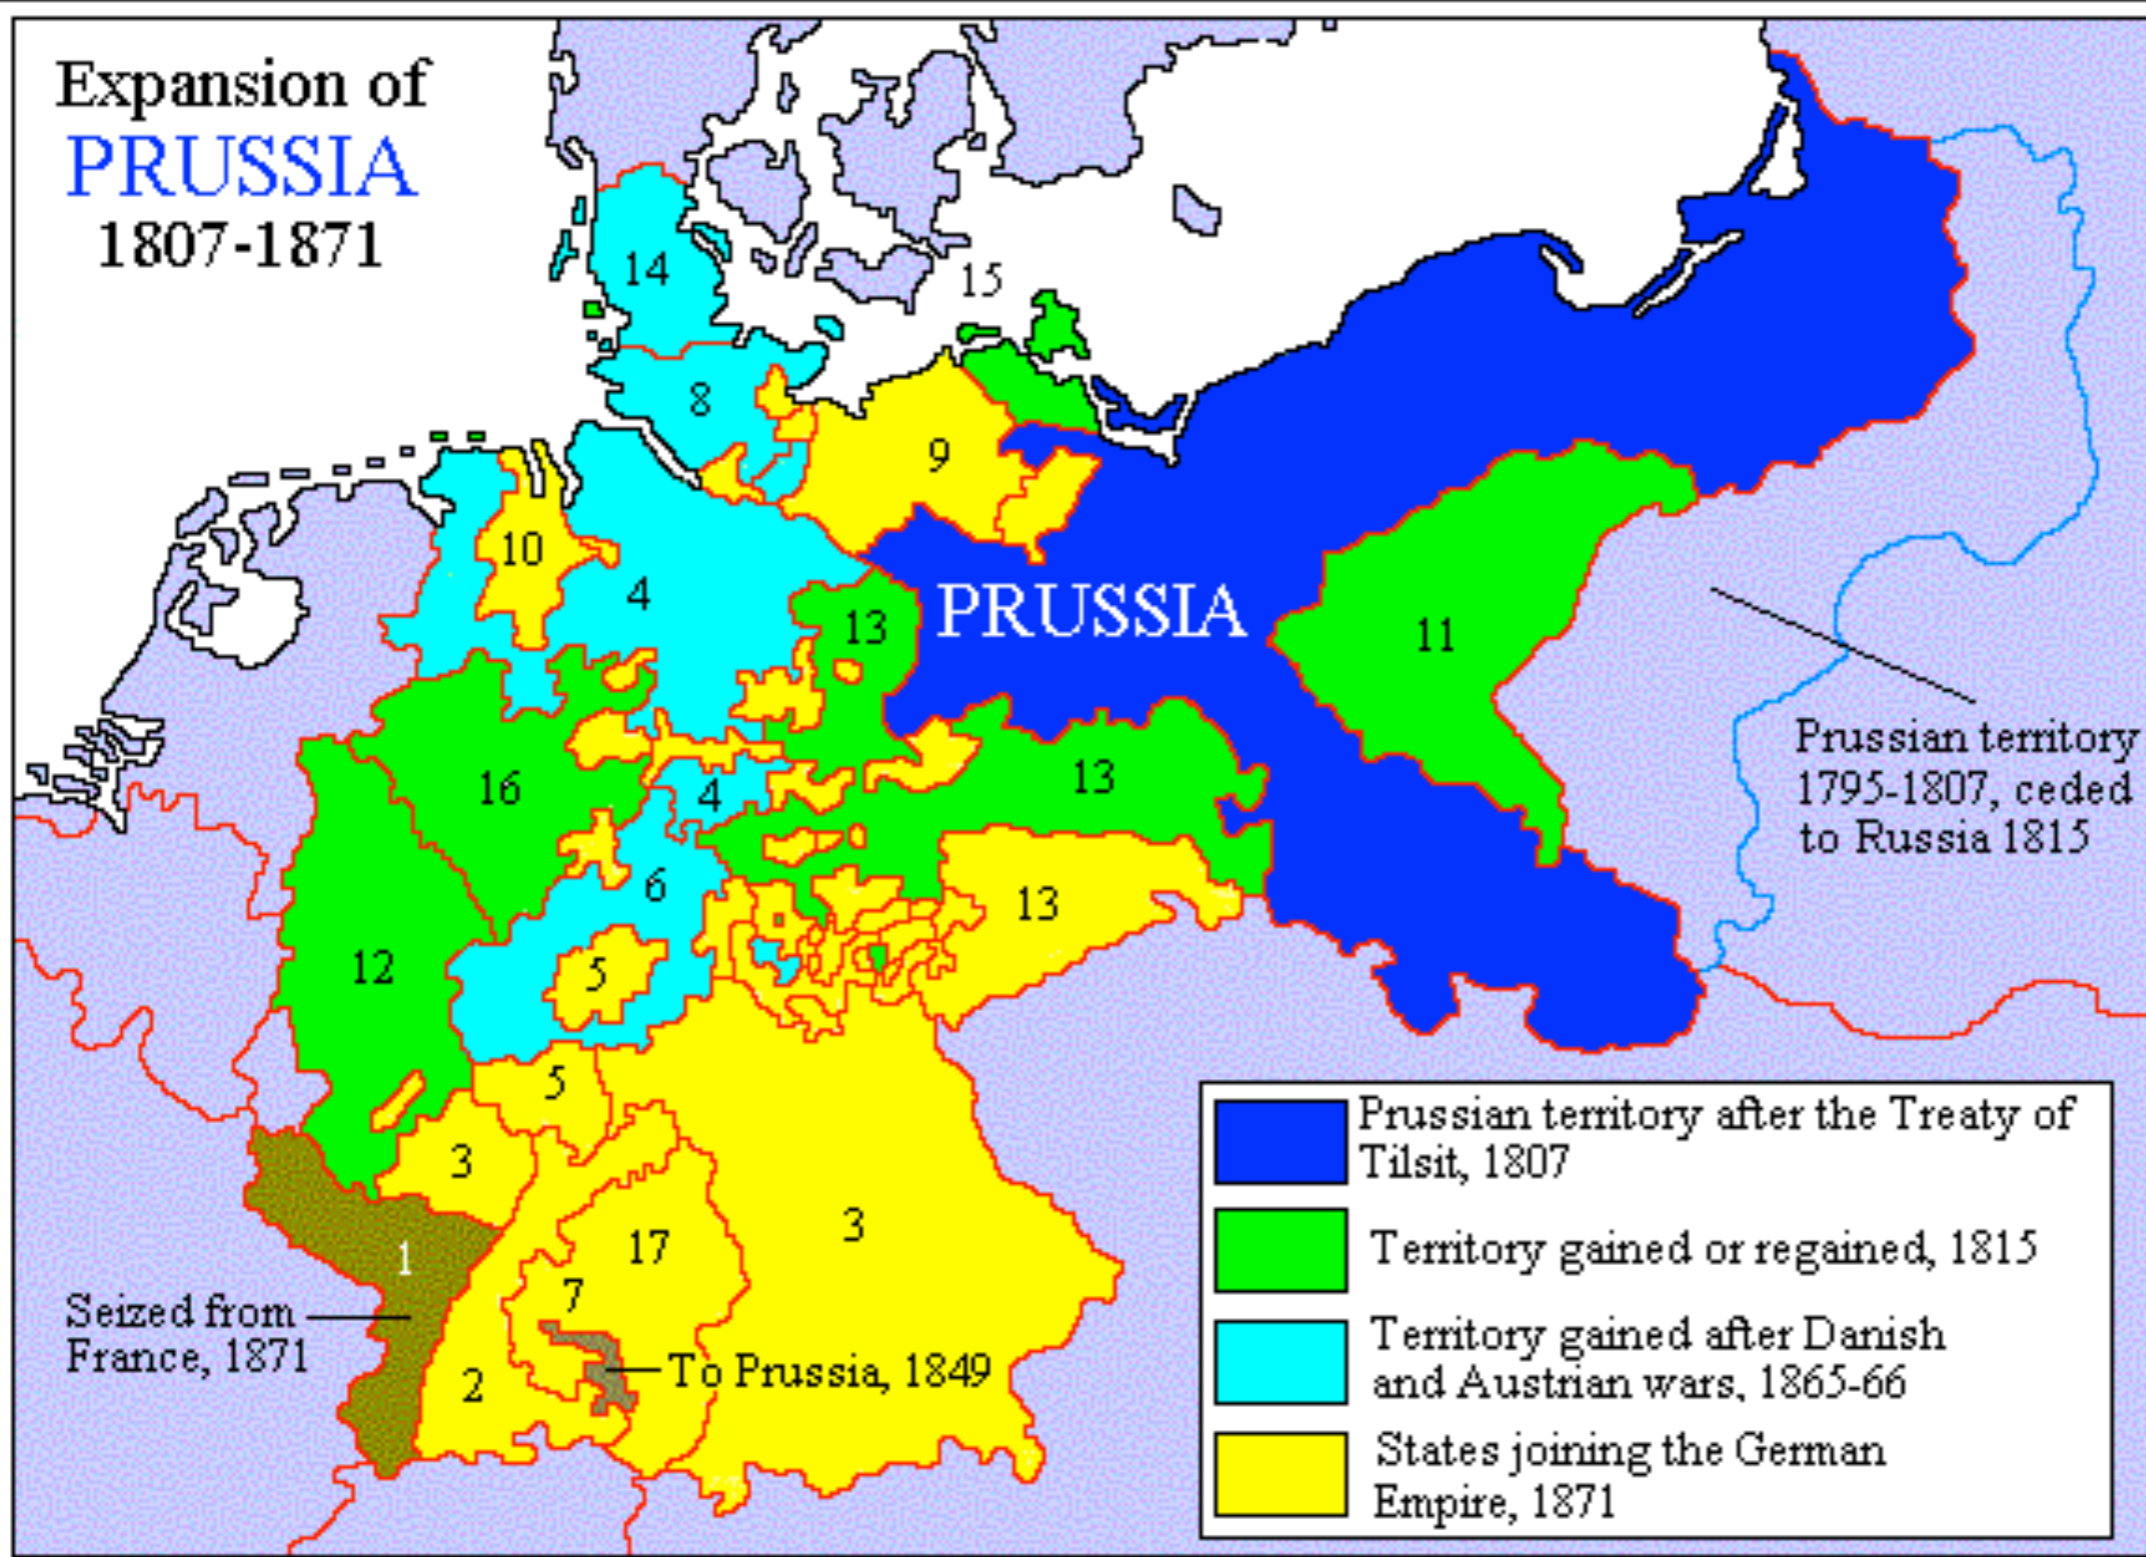 Expansion of
PRUSSIA
1807-1871
14
15
8
9
10
4
13
PRUSSIA
11
Prussian territory
1795-1807, ceded
to Russia 1815
16
4
13
6
13
12
5
5
3
3
17
1
7
Seized from
France, 1871
2
To Prussia, 1849
Prussian territory after the Treaty of
Tilsit, 1807
Territory gained or regained, 1815
Territory gained after Danish
and Austrian wars, 1865-66
States joining the German
Empire, 1871